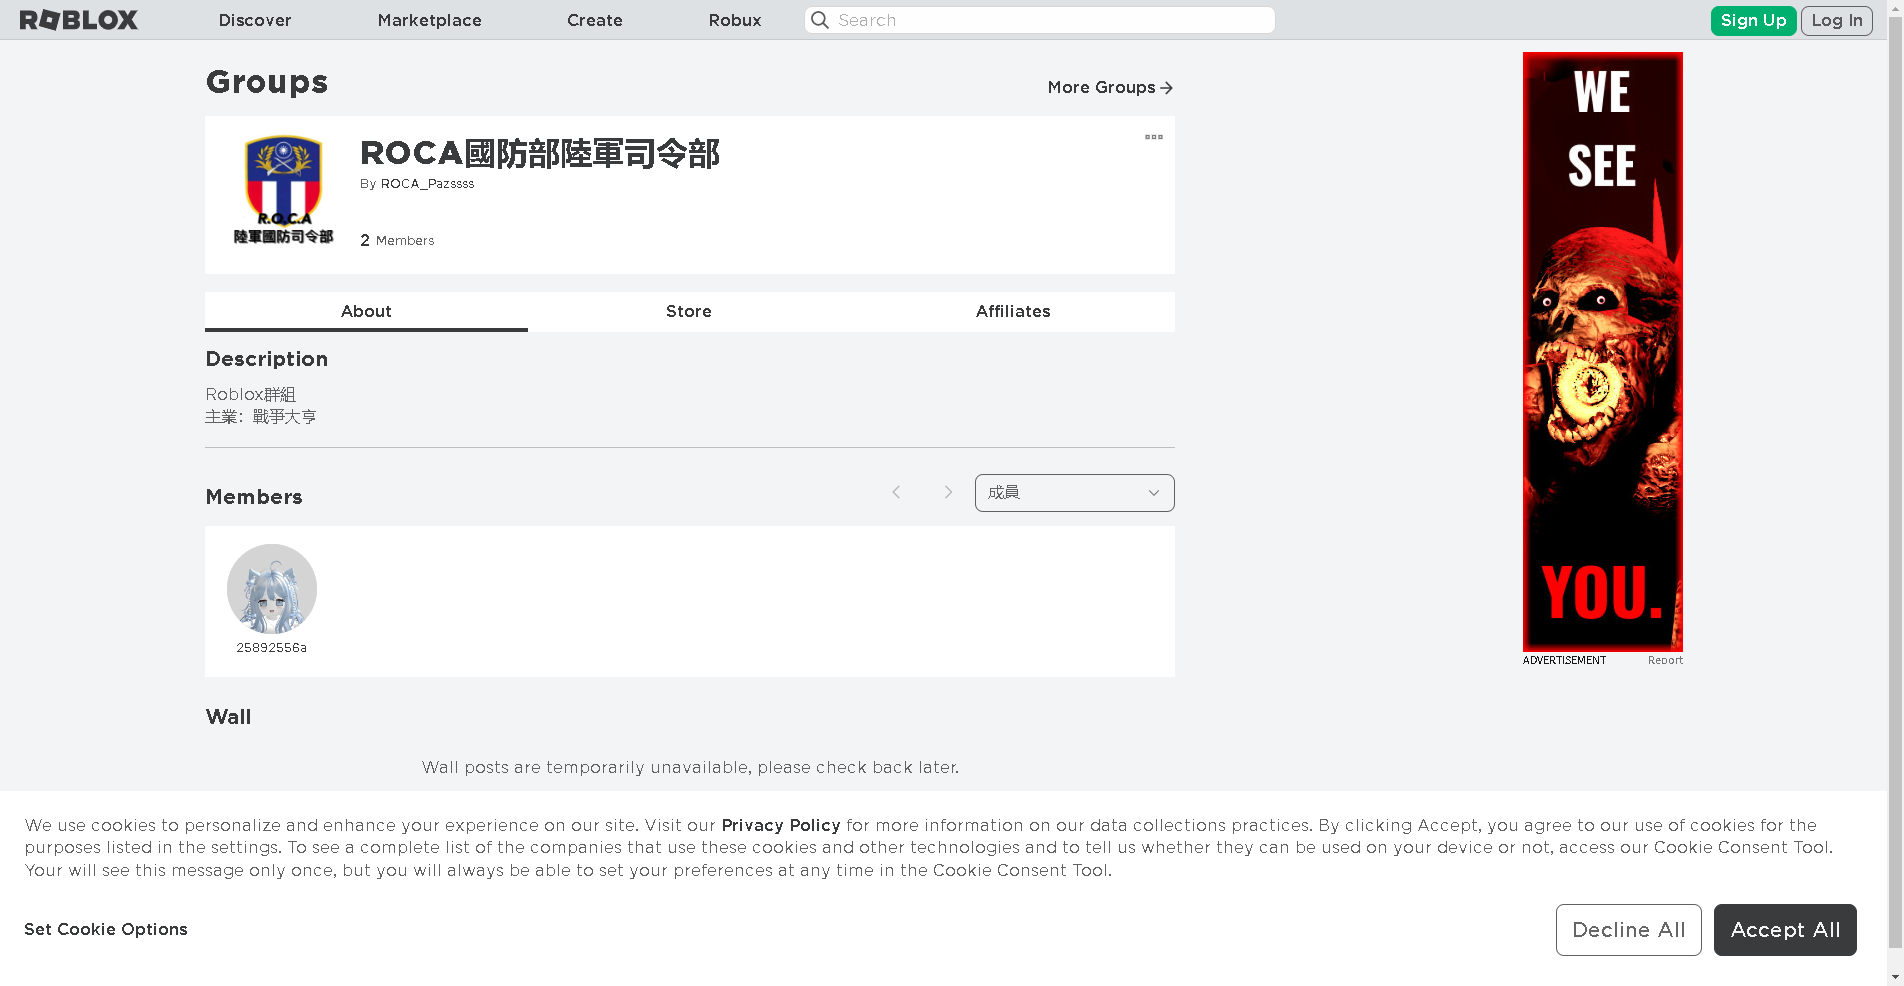 ROBLOX
Discover
Marketplace
Create
Robux
Search
Sign Up
Log In
Groups
More Groups
R.O.C.A
陸軍國防司令部
ROCA國防部陸軍司令部
By ROCA_Pazssss
2 Members
About
Store
Affiliates
Description
Roblox群組
主業：戰爭大亨
Members
成員
25892556a
Wall
Wall posts are temporarily unavailable, please check back later.
WE
SEE
YOU.
ADVERTISEMENT
Report
We use cookies to personalize and enhance your experience on our site. Visit our Privacy Policy for more information on our data collections practices. By clicking Accept, you agree to our use of cookies for the
purposes listed in the settings. To see a complete list of the companies that use these cookies and other technologies and to tell us whether they can be used on your device or not, access our Cookie Consent Tool.
Your will see this message only once, but you will always be able to set your preferences at any time in the Cookie Consent Tool.
Set Cookie Options
Decline All
Accept All